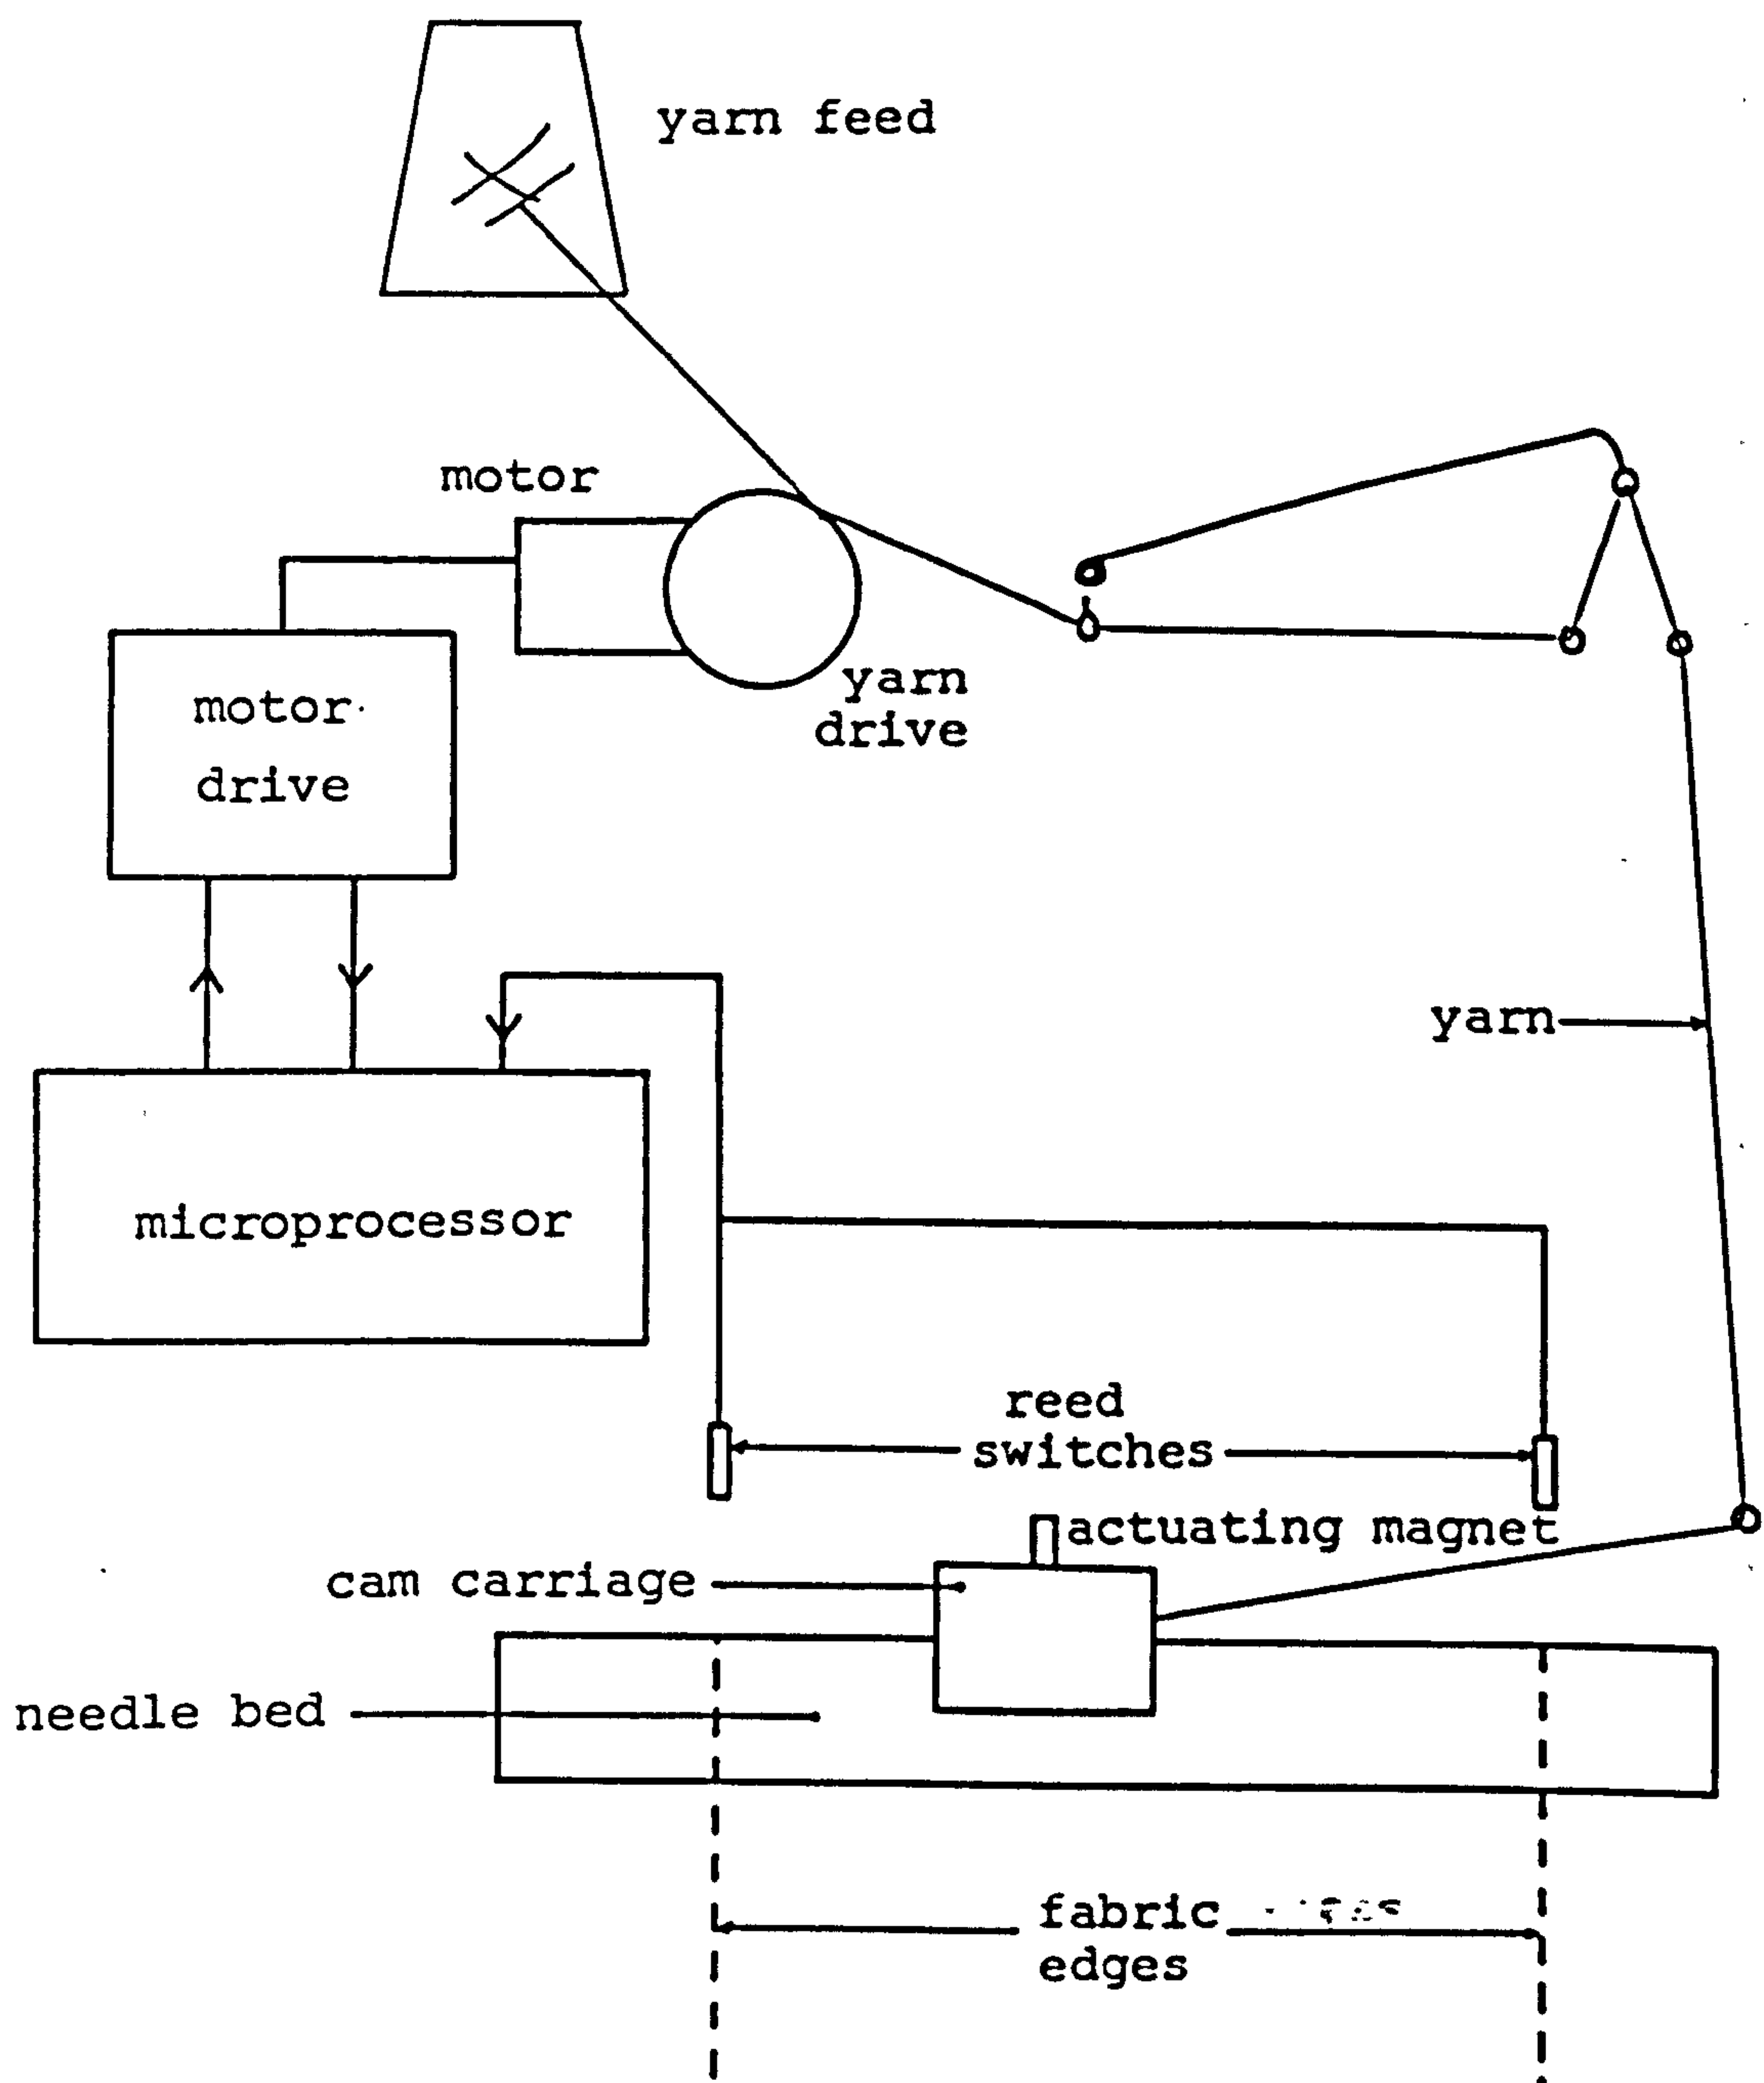 yarn feed
motor
yarn
drive
motor
drive
yarn
microprocessor
reed
switches
actuating magnet
cam carriage
needle bed
fabric
edges